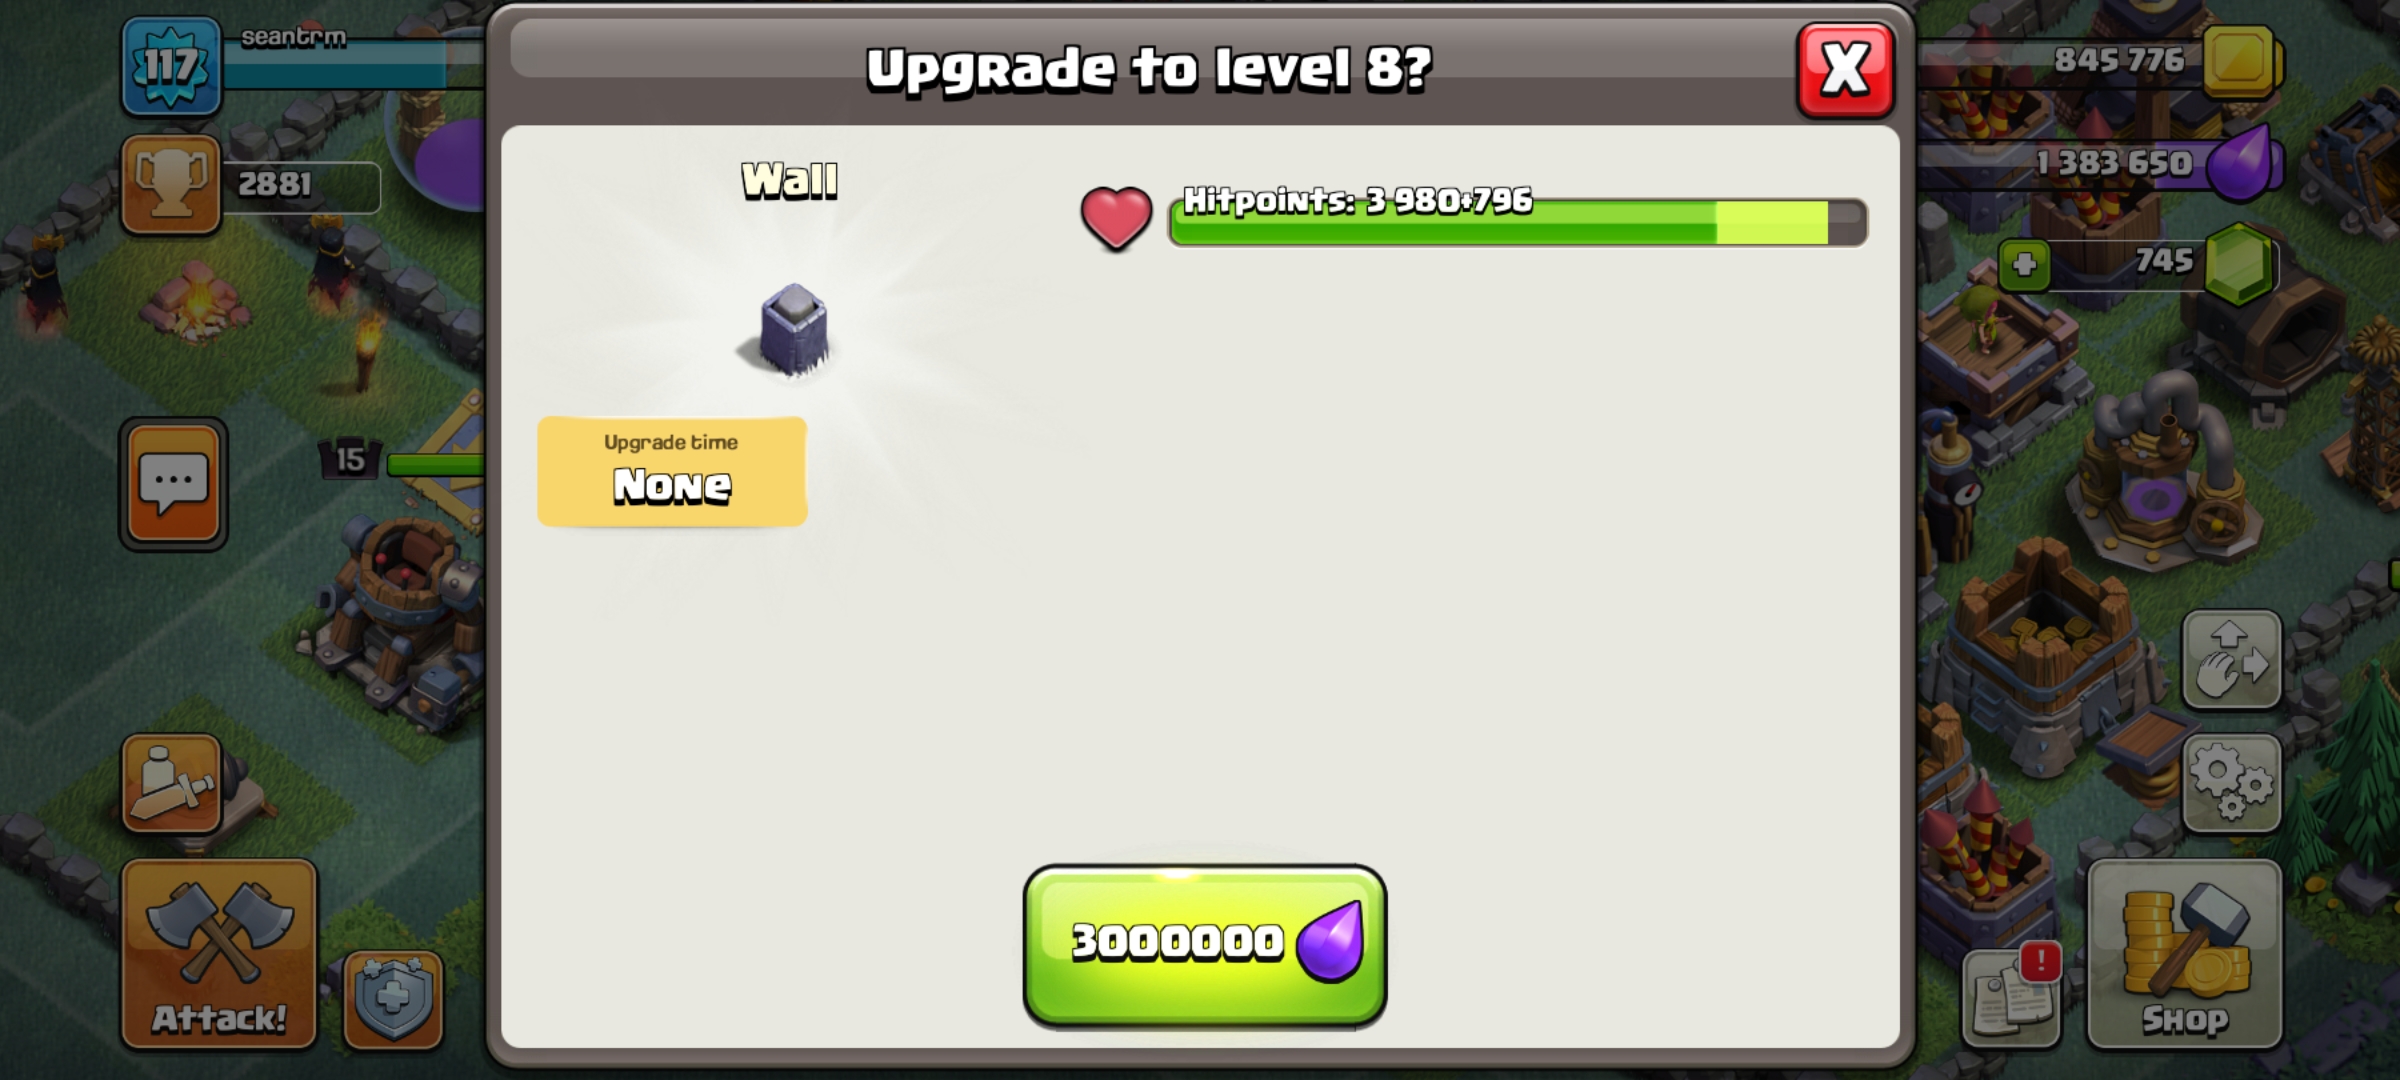 117
seantrm
Upgrade to level 8?
X
845 776
2881
Wall
Hitpoints: 3 980+796
1 383 650
745
Upgrade time
None
15
3000000
!
Attack!
Shop